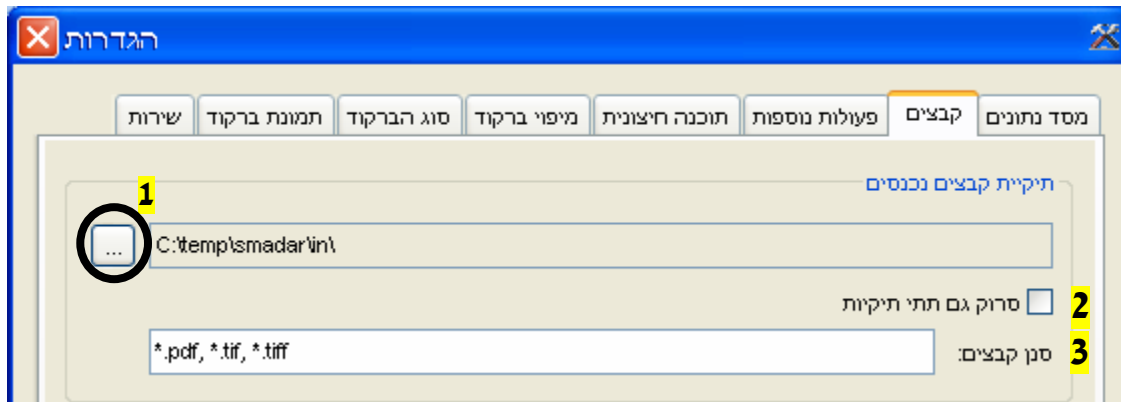 הגדרות
מסד נתונים קבצים פעולות נוספות תוכנה חיצונית מיפוי ברקוד סוג הברקוד תמונת ברקוד שירות
תיקיית קבצים נכנסים
1
C:\temp\smadar\in\ ...
2 סרוק גם תתי תיקיות
3 סנן קבצים: *.pdf, *.tif, *.tiff